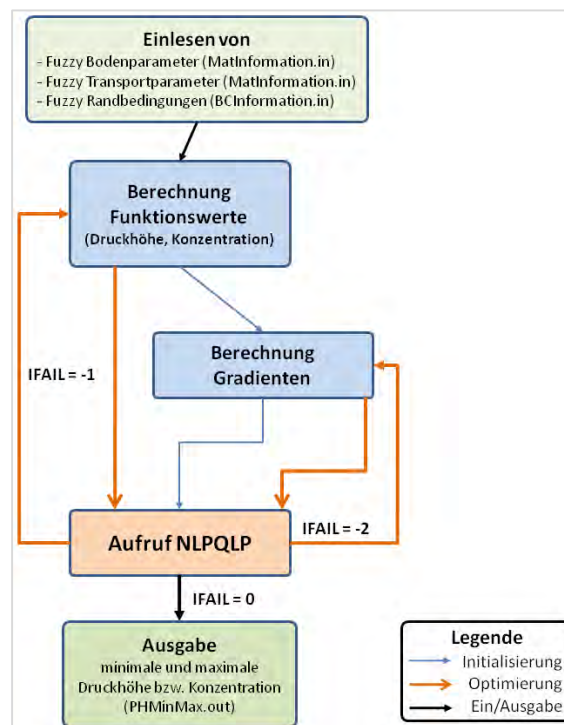 Einlesen von
- Fuzzy Bodenparameter (MatInformation.in)
- Fuzzy Transportparameter (MatInformation.in)
- Fuzzy Randbedingungen (BCInformation.in)
Berechnung
Funktionswerte
(Druckhöhe, Konzentration)
Berechnung
Gradienten
IFAIL = -1
Aufruf NLPQLP
IFAIL = -2
IFAIL = 0
Ausgabe
minimale und maximale
Druckhöhe bzw. Konzentration
(PHMinMax.out)
Legende
Initialisierung
Optimierung
Ein/Ausgabe